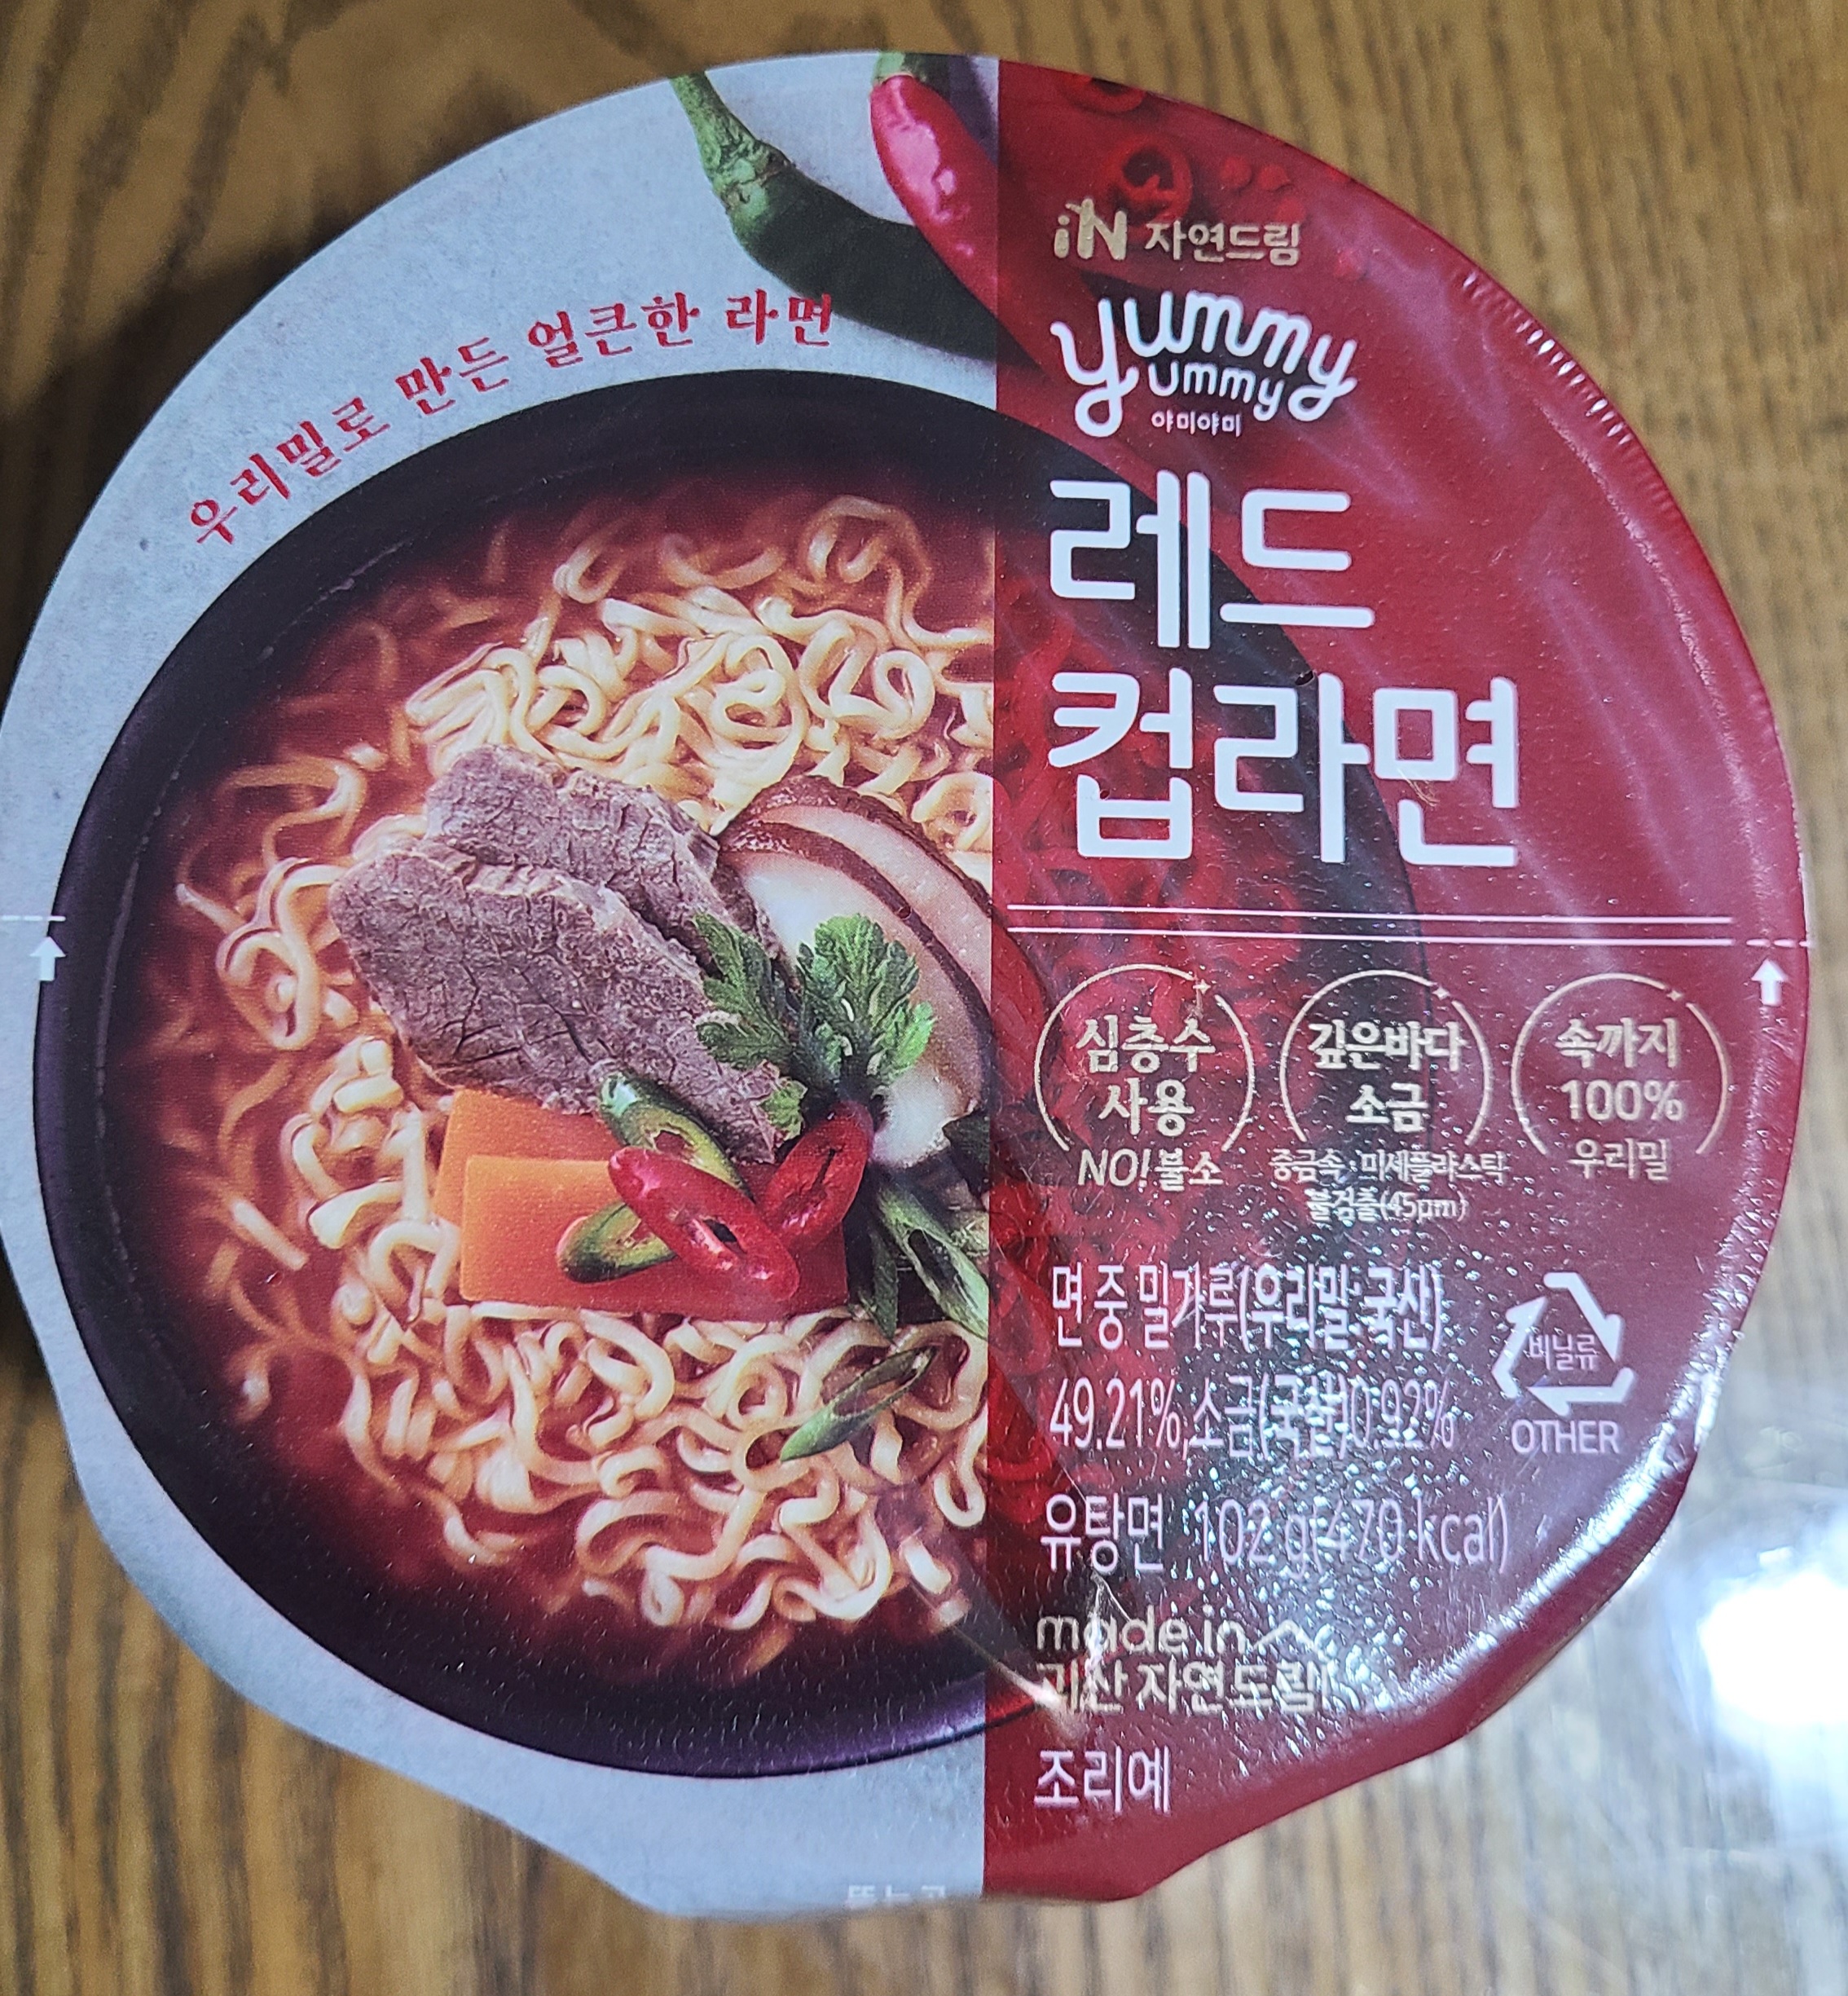 우리밀로 만든 얼큰한 라면
iN 자연드림
yummy
yummy
야미야미
레드
컵라면
심층수
사용
NO! 불소
깊은바다
소금
중금속·미세플라스틱
불검출(45μm)
속까지
100%
우리밀
면 중 밀가루(우리밀:국산)
49.21%,소금(국산)0.92%
비닐류
OTHER
유탕면 102 g(470 kcal)
made in
괴산 자연드림
조리예